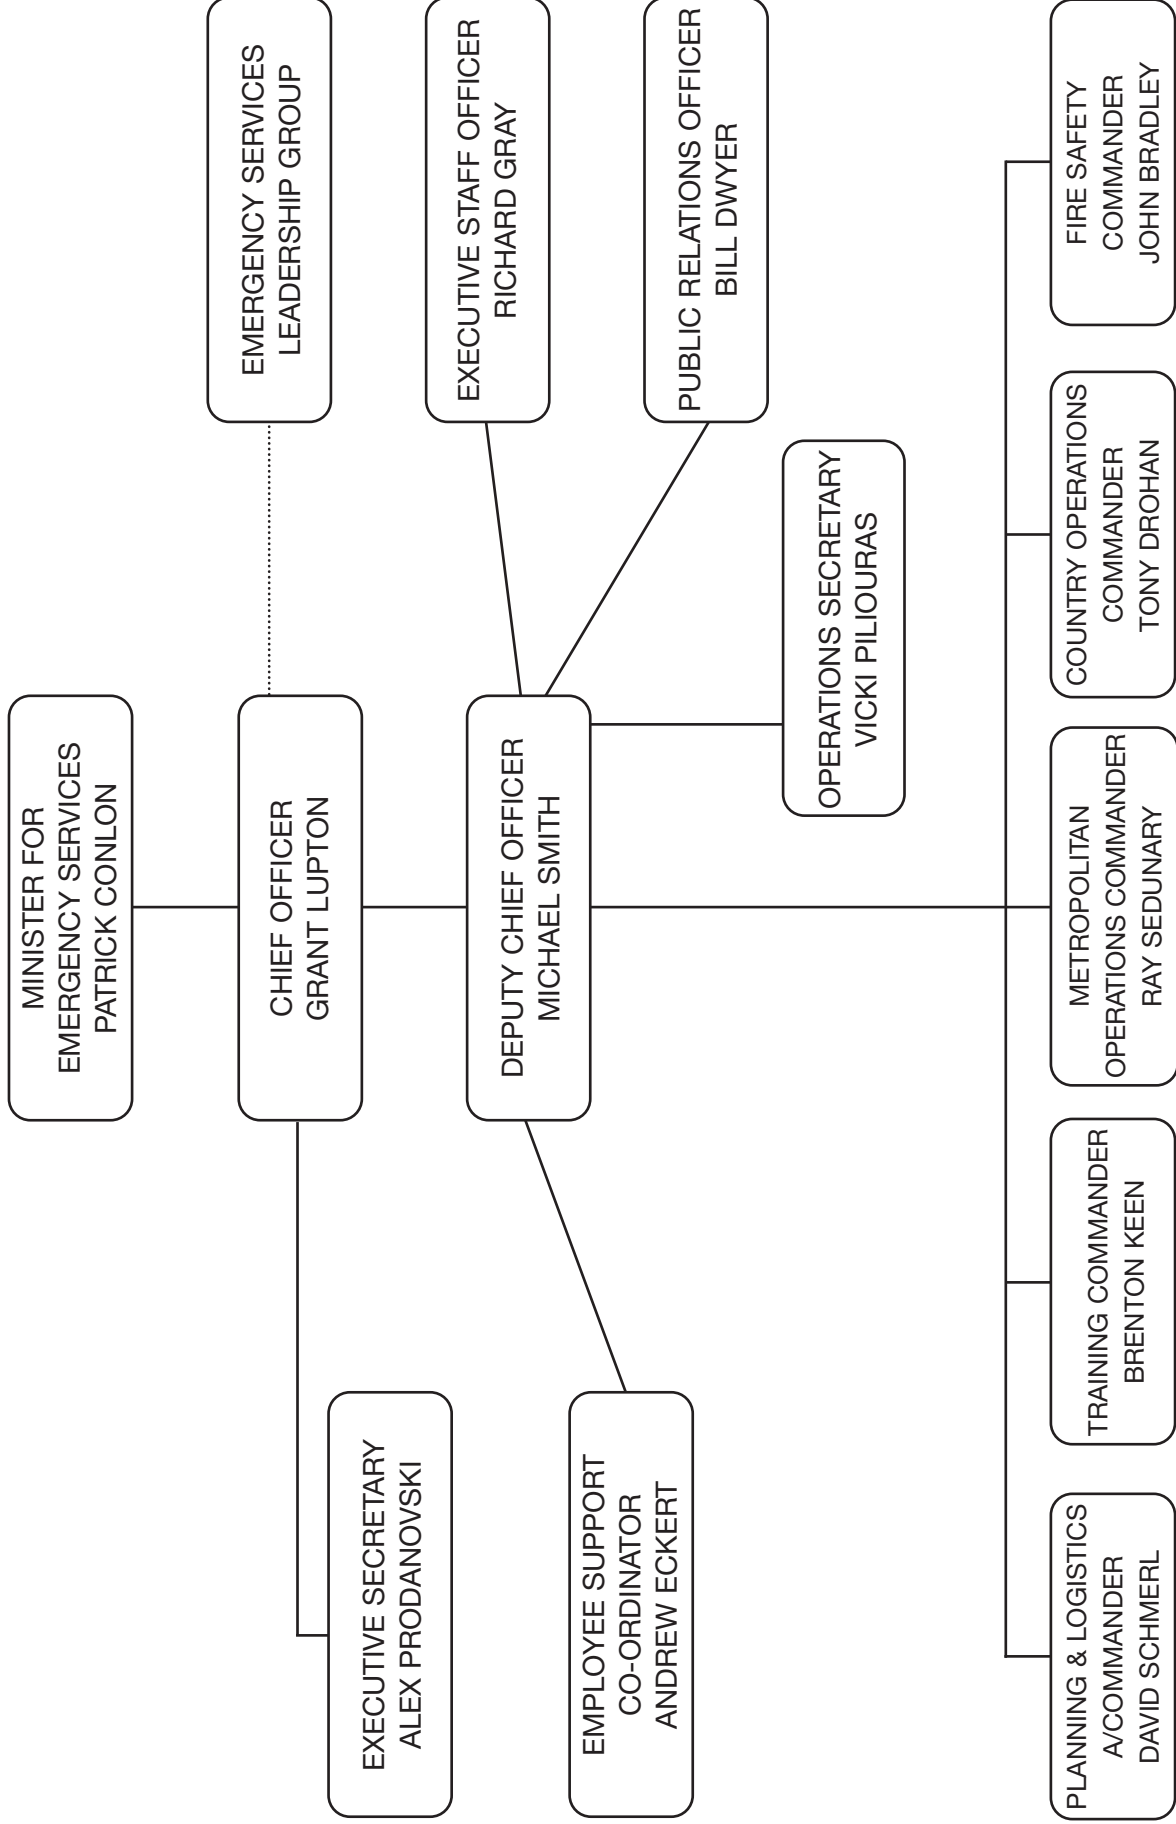 MINISTER FOR
EMERGENCY SERVICES
PATRICK CONLON
EMERGENCY SERVICES
LEADERSHIP GROUP
CHIEF OFFICER
GRANT LUPTON
EXECUTIVE SECRETARY
ALEX PRODANOVSKI
EXECUTIVE STAFF OFFICER
RICHARD GRAY
DEPUTY CHIEF OFFICER
MICHAEL SMITH
EMPLOYEE SUPPORT
CO-ORDINATOR
ANDREW ECKERT
PUBLIC RELATIONS OFFICER
BILL DWYER
OPERATIONS SECRETARY
VICKI PILIOURAS
PLANNING & LOGISTICS
A/COMMANDER
DAVID SCHMERL
TRAINING COMMANDER
BRENTON KEEN
METROPOLITAN
OPERATIONS COMMANDER
RAY SEDUNARY
COUNTRY OPERATIONS
COMMANDER
TONY DROHAN
FIRE SAFETY
COMMANDER
JOHN BRADLEY